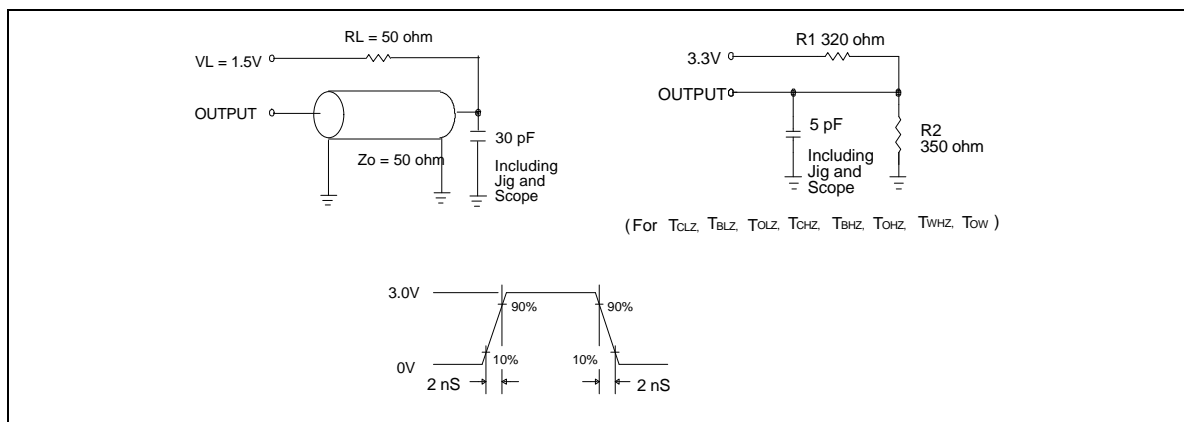 RL = 50 ohm
VL = 1.5V
OUTPUT
Zo = 50 ohm
30 pF
Including
Jig and
Scope
R1 320 ohm
3.3V
OUTPUT
5 pF
Including
Jig and
Scope
R2
350 ohm
(For TCLZ, TBLZ, TOLZ, TCHZ, TBHZ, TOHZ, TWHZ, TOW )
3.0V
90%
90%
0V
10%
10%
2 nS
2 nS